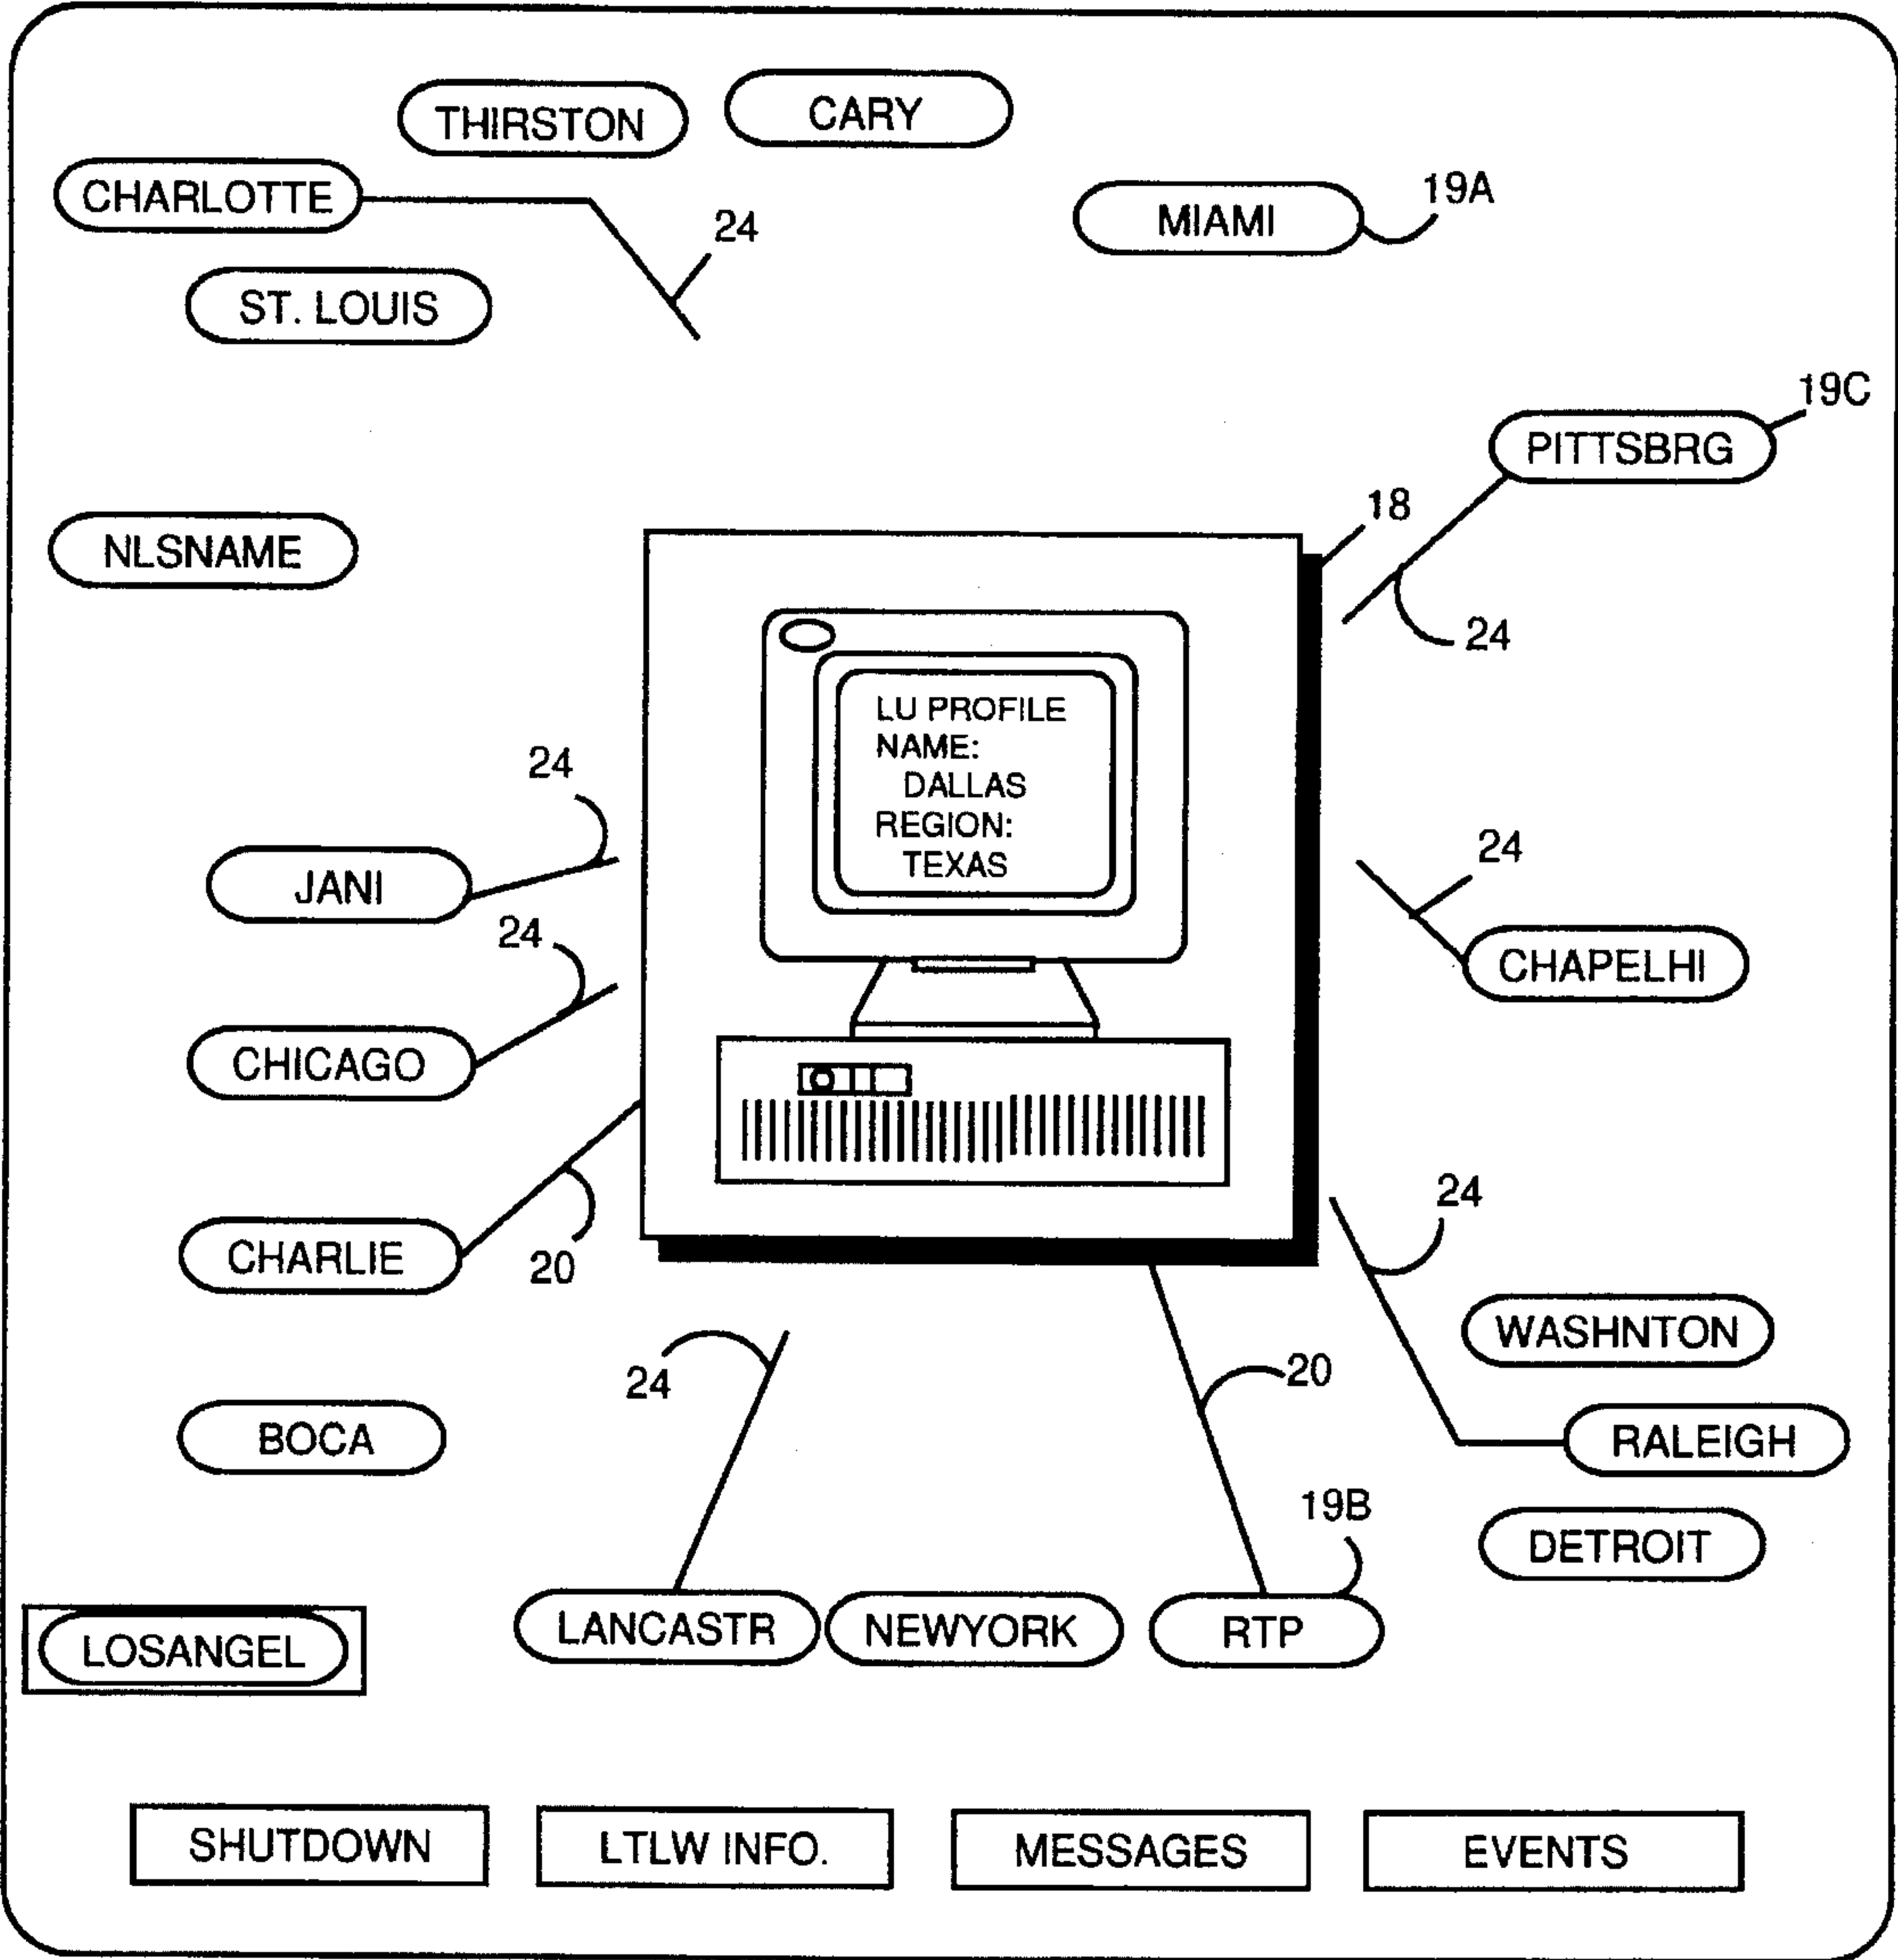 THIRSTON
CARY
CHARLOTTE
19A
MIAMI
24
ST. LOUIS
19C
PITTSBRG
18
NLSNAME
24
LU PROFILE
NAME:
DALLAS
REGION:
TEXAS
24
JANI
24
24
CHAPELHI
CHICAGO
CHARLIE
20
24
WASHNTON
24
20
BOCA
RALEIGH
19B
DETROIT
LOSANGEL
LANCASTR
NEWYORK
RTP
SHUTDOWN
LTLW INFO.
MESSAGES
EVENTS